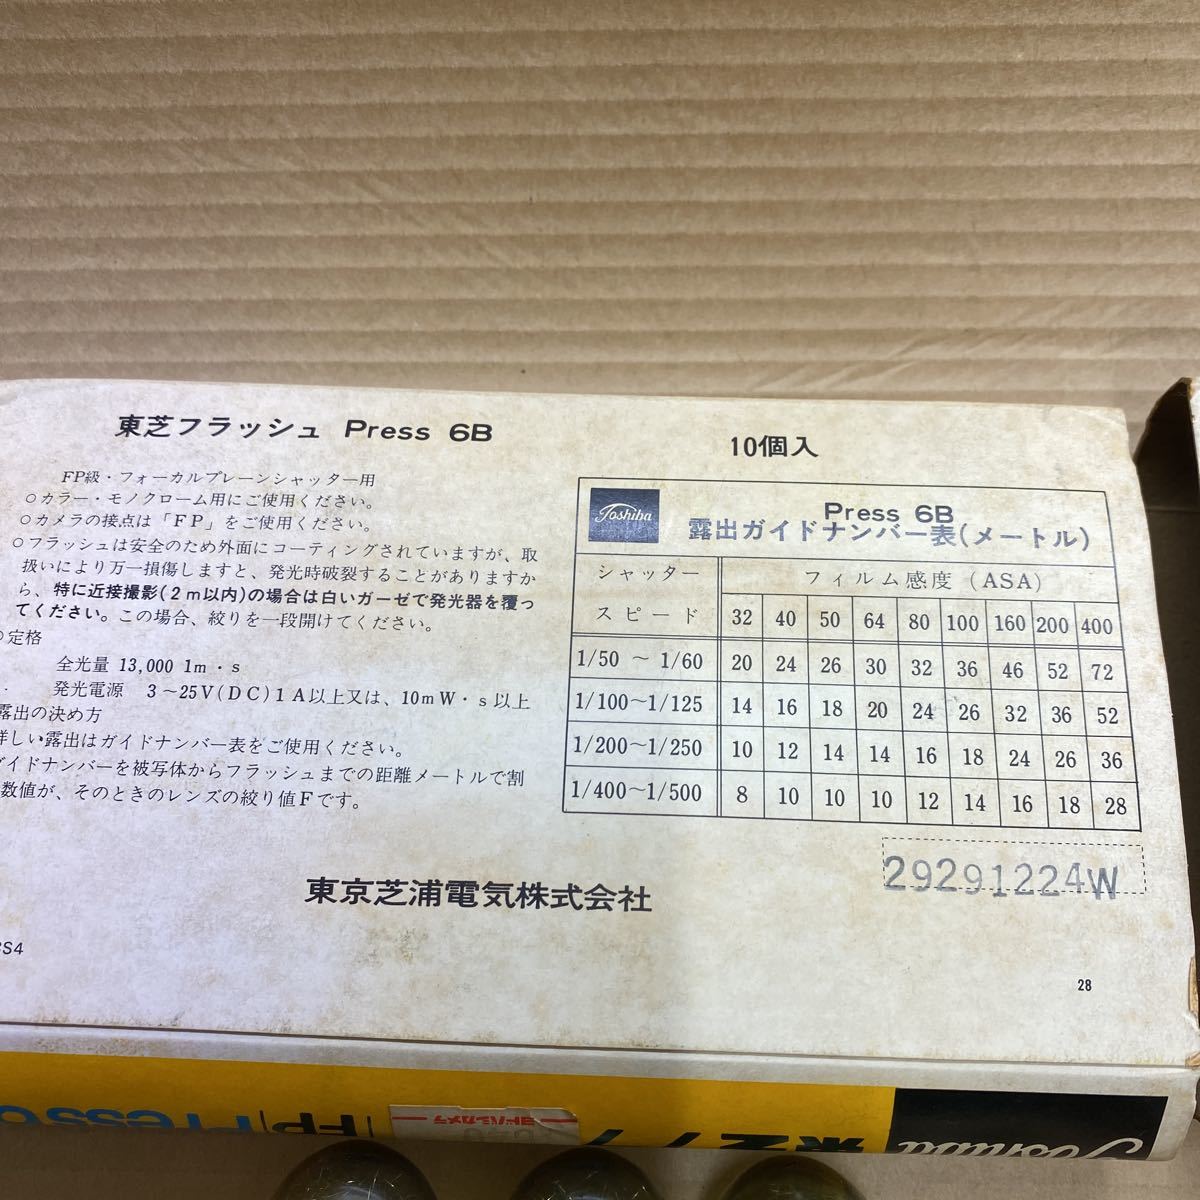 東芝フラッシュ Press 6B
10個入
FP級・フォーカルプレーンシャッター用
○カラー・モノクローム用にご使用ください。
○カメラの接点は「FP」をご使用ください。
○フラッシュは安全のため外面にコーティングされていますが、取
扱いにより万一損傷しますと、発光時破裂することがありますか
ら、特に近接撮影(2m以内)の場合は白いガーゼで発光器を覆っ
てください。この場合、絞りを一段開けてください。
○定格
全光量 13,000 lm・s
発光電源 3～25V(DC)1A以上又は、10mW・s以上
露出の決め方
詳しい露出はガイドナンバー表をご使用ください。
ガイドナンバーを被写体からフラッシュまでの距離メートルで割
数値が、そのときのレンズの絞り値Fです。
Toshiba
Press 6B
露出ガイドナンバー表(メートル)
シャッター
スピード
フィルム感度 (ASA)
32 40 50 64 80 100 160 200 400
1/50 ～ 1/60 20 24 26 30 32 36 46 52 72
1/100～1/125 14 16 18 20 24 26 32 36 52
1/200～1/250 10 12 14 14 16 18 24 26 36
1/400～1/500 8 10 10 10 12 14 16 18 28
29291224W
東京芝浦電気株式会社
S4
28
Toshiba
FP Press 6
ヨドバシカメラ